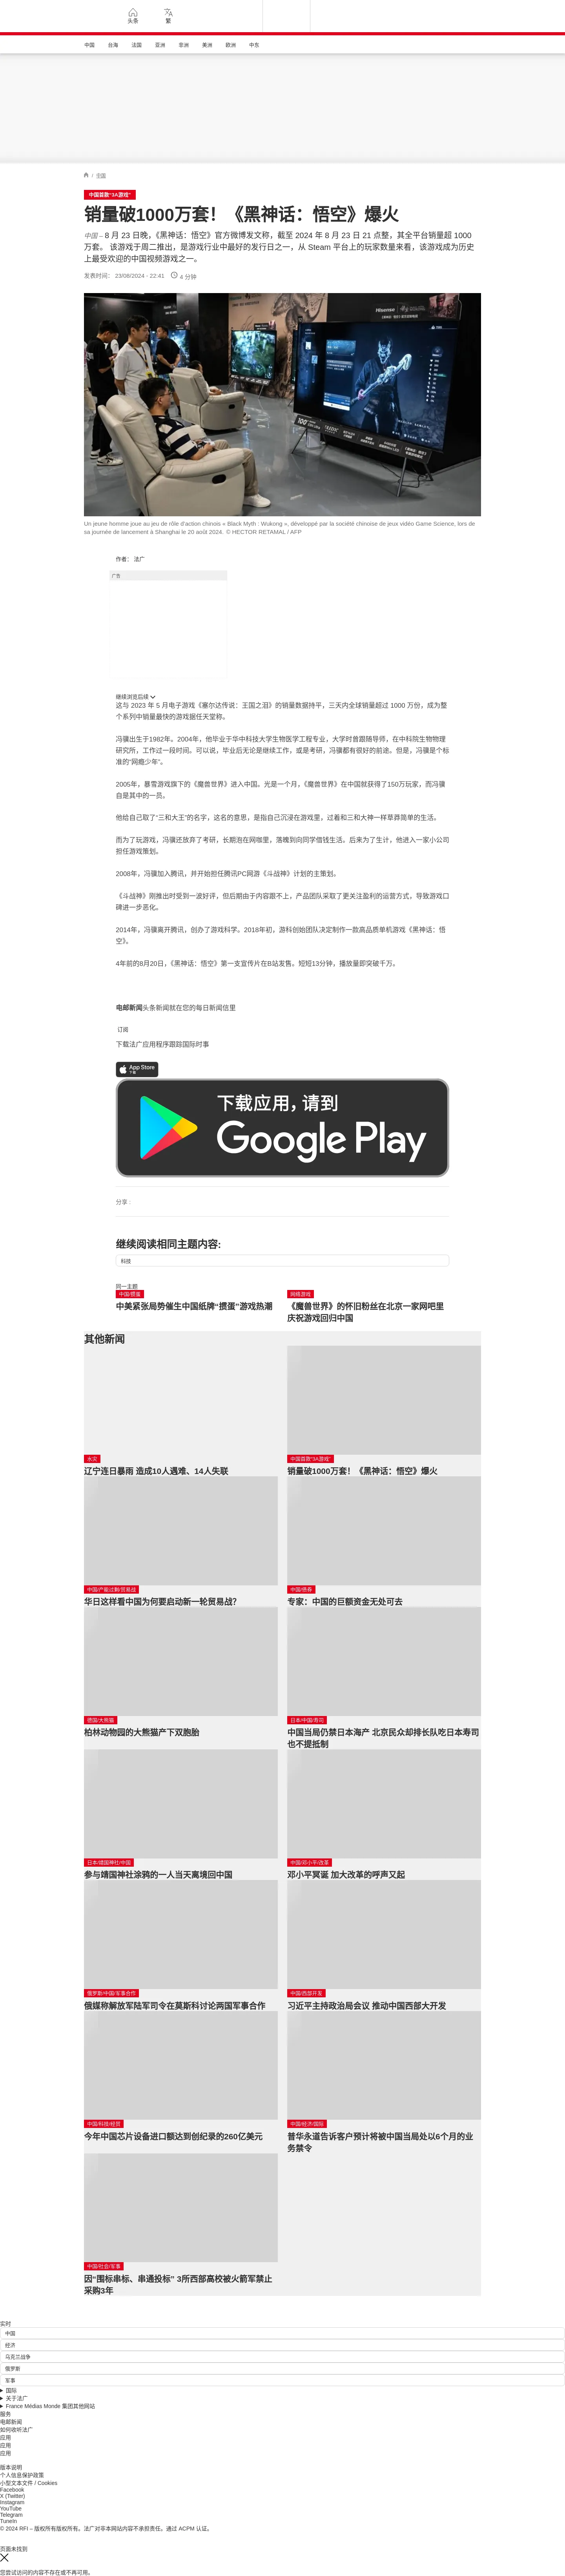 头条
繁
中国
台海
法国
亚洲
非洲
美洲
欧洲
中东
/ 中国
中国首款"3A游戏"
销量破1000万套！《黑神话：悟空》爆火
中国 – 8 月 23 日晚，《黑神话：悟空》官方微博发文称，截至 2024 年 8 月 23 日 21 点整，其全平台销量超 1000
万套。 该游戏于周二推出，是游戏行业中最好的发行日之一，从 Steam 平台上的玩家数量来看，该游戏成为历史
上最受欢迎的中国视频游戏之一。
发表时间： 23/08/2024 - 22:41
4 分钟
Hisense
100"
Un jeune homme joue au jeu de rôle d'action chinois « Black Myth : Wukong », développé par la société chinoise de jeux vidéo Game Science, lors de
sa journée de lancement à Shanghai le 20 août 2024. © HECTOR RETAMAL / AFP
作者： 法广
广告
继续浏览后续
这与 2023 年 5 月电子游戏《塞尔达传说：王国之泪》的销量数据持平，三天内全球销量超过 1000 万份，成为整
个系列中销量最快的游戏据任天堂称。
冯骥出生于1982年。2004年，他毕业于华中科技大学生物医学工程专业，大学时曾跟随导师，在中科院生物物理
研究所，工作过一段时间。可以说，毕业后无论是继续工作，或是考研，冯骥都有很好的前途。但是，冯骥是个标
准的"网瘾少年"。
2005年，暴雪游戏旗下的《魔兽世界》进入中国。光是一个月，《魔兽世界》在中国就获得了150万玩家，而冯骥
自是其中的一员。
他给自己取了"三和大王"的名字，这名的意思，是指自己沉浸在游戏里，过着和三和大神一样草莽简单的生活。
而为了玩游戏，冯骥还放弃了考研，长期泡在网咖里，落魄到向同学借钱生活。后来为了生计，他进入一家小公司
担任游戏策划。
2008年，冯骥加入腾讯，并开始担任腾讯PC网游《斗战神》计划的主策划。
《斗战神》刚推出时受到一波好评，但后期由于内容跟不上，产品团队采取了更关注盈利的运营方式，导致游戏口
碑进一步恶化。
2014年，冯骥离开腾讯，创办了游戏科学。2018年初，游科创始团队决定制作一款高品质单机游戏《黑神话：悟
空》。
4年前的8月20日，《黑神话：悟空》第一支宣传片在B站发售。短短13分钟，播放量即突破千万。
电邮新闻头条新闻就在您的每日新闻信里
订阅
下载法广应用程序跟踪国际时事
App Store
下载
下载应用，请到
Google Play
分享 :
继续阅读相同主题内容:
科技
同一主题
中国/掼蛋
中美紧张局势催生中国纸牌"掼蛋"游戏热潮
网络游戏
《魔兽世界》的怀旧粉丝在北京一家网吧里
庆祝游戏回归中国
其他新闻
水灾
辽宁连日暴雨 造成10人遇难、14人失联
中国首款"3A游戏"
销量破1000万套！《黑神话：悟空》爆火
中国/产能过剩/贸易战
华日这样看中国为何要启动新一轮贸易战?
中国/债券
专家：中国的巨额资金无处可去
德国/大熊猫
柏林动物园的大熊猫产下双胞胎
日本/中国/寿司
中国当局仍禁日本海产 北京民众却排长队吃日本寿司
也不提抵制
日本/靖国神社/中国
参与靖国神社涂鸦的一人当天离境回中国
中国/邓小平/改革
邓小平冥诞 加大改革的呼声又起
俄罗斯/中国/军事合作
俄媒称解放军陆军司令在莫斯科讨论两国军事合作
中国/西部开发
习近平主持政治局会议 推动中国西部大开发
中国/科技/经贸
今年中国芯片设备进口额达到创纪录的260亿美元
中国/经济/国际
普华永道告诉客户预计将被中国当局处以6个月的业
务禁令
中国/社会/军事
因"围标串标、串通投标" 3所西部高校被火箭军禁止
采购3年
实时
中国
经济
乌克兰战争
俄罗斯
军事
国际
关于法广
France Médias Monde 集团其他网站
服务
电邮新闻
如何收听法广
应用
应用
应用
版本说明
个人信息保护政策
小型文本文件 / Cookies
Facebook
X (Twitter)
Instagram
YouTube
Telegram
TuneIn
© 2024 RFI – 版权所有版权所有。法广对非本网站内容不承担责任。通过 ACPM 认证。
页面未找到
您尝试访问的内容不存在或不再可用。